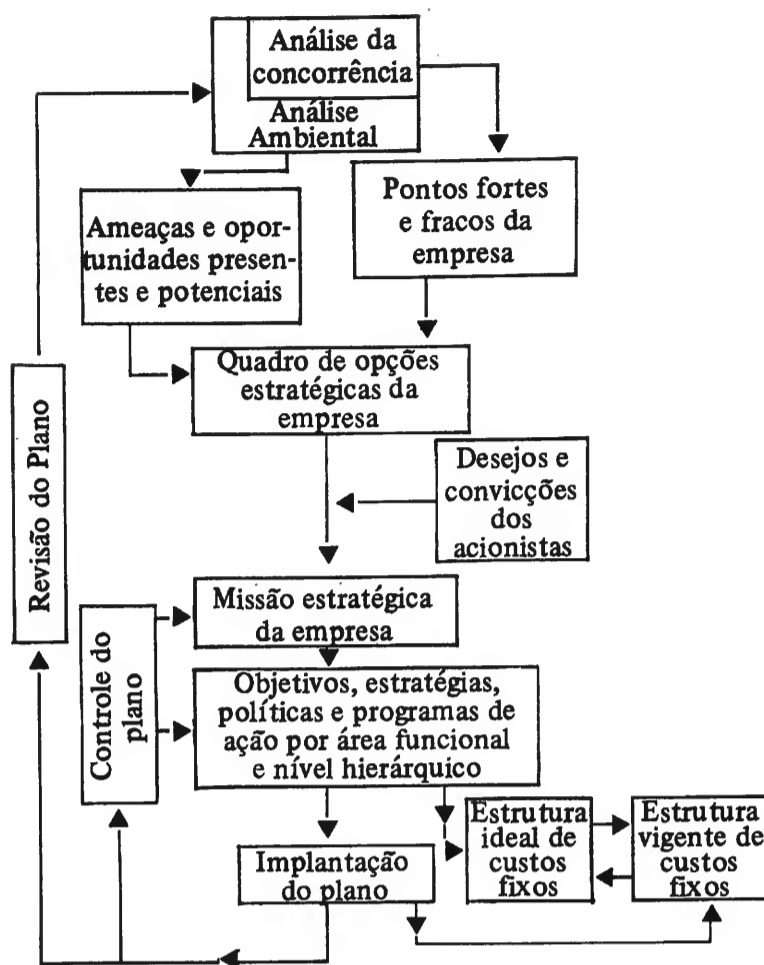 Análise da
concorrência
Análise
Ambiental
Ameaças e opor-
tunidades presen-
tes e potenciais
Pontos fortes
e fracos da
empresa
Quadro de opções
estratégicas da
empresa
Desejos e
convicções
dos
acionistas
Revisão do Plano
Missão estratégica
da empresa
Controle do
plano
Objetivos, estratégias,
políticas e programas de
ação por área funcional
e nível hierárquico
Implantação
do plano
Estrutura
ideal de
custos
fixos
Estrutura
vigente de
custos
fixos